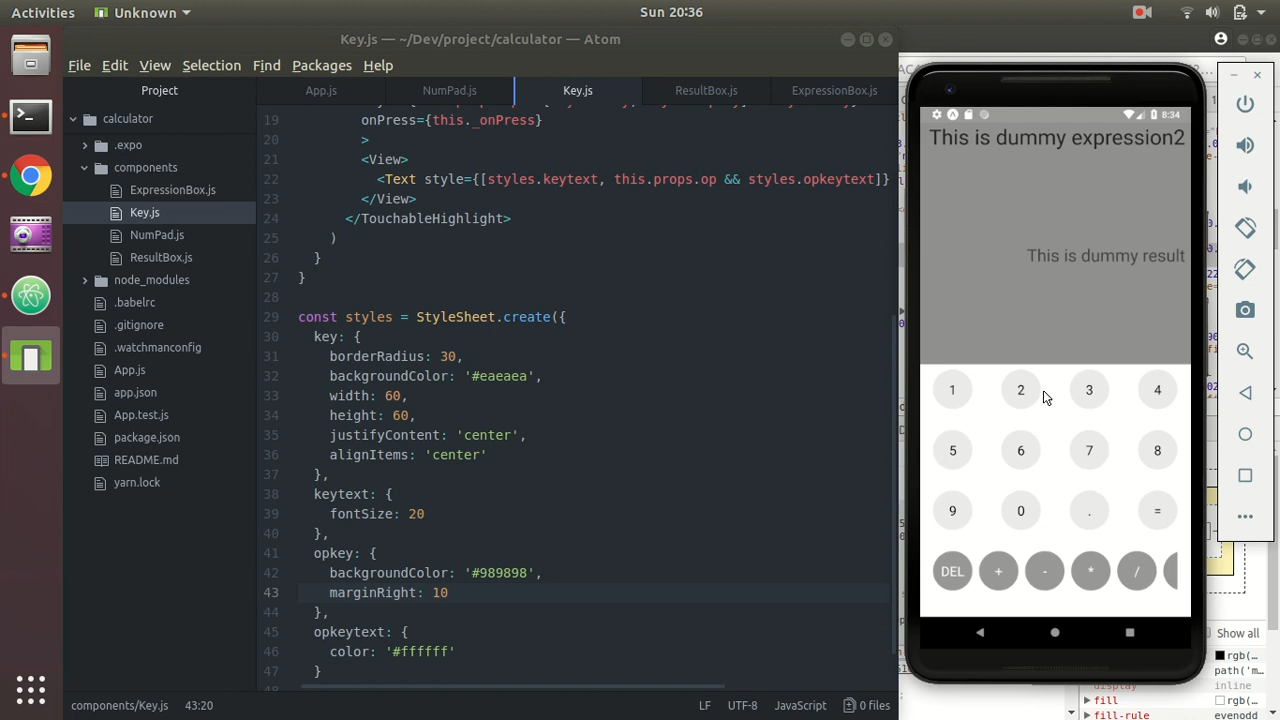 Activities
Unknown
Sun 20:36
Key.js — ~/Dev/project/calculator — Atom
File Edit View Selection Find Packages Help
Project
App.js
NumPad.js
Key.js
ResultBox.js
ExpressionBox.js
calculator
.expo
components
ExpressionBox.js
Key.js
NumPad.js
ResultBox.js
node_modules
.babelrc
.gitignore
.watchmanconfig
App.js
app.json
App.test.js
package.json
README.md
yarn.lock
19 onPress={this._onPress}
20 >
21 <View>
22 <Text style={[styles.keytext, this.props.op && styles.opkeytext]}
23 </View>
24 </TouchableHighlight>
25 )
26 }
27 }
28
29 const styles = StyleSheet.create({
30 key: {
31 borderRadius: 30,
32 backgroundColor: '#eaeaea',
33 width: 60,
34 height: 60,
35 justifyContent: 'center',
36 alignItems: 'center'
37 },
38 keytext: {
39 fontSize: 20
40 },
41 opkey: {
42 backgroundColor: '#989898',
43 marginRight: 10
44 },
45 opkeytext: {
46 color: '#ffffff'
47 }
components/Key.js 43:20
LF UTF-8 JavaScript 0 files
8:34
This is dummy expression2
This is dummy result
1 2 3 4
5 6 7 8
9 0 . =
DEL + - * /
Show all
rgb(…
path('m…
display inline
fill rgb(…
fill-rule evenodd